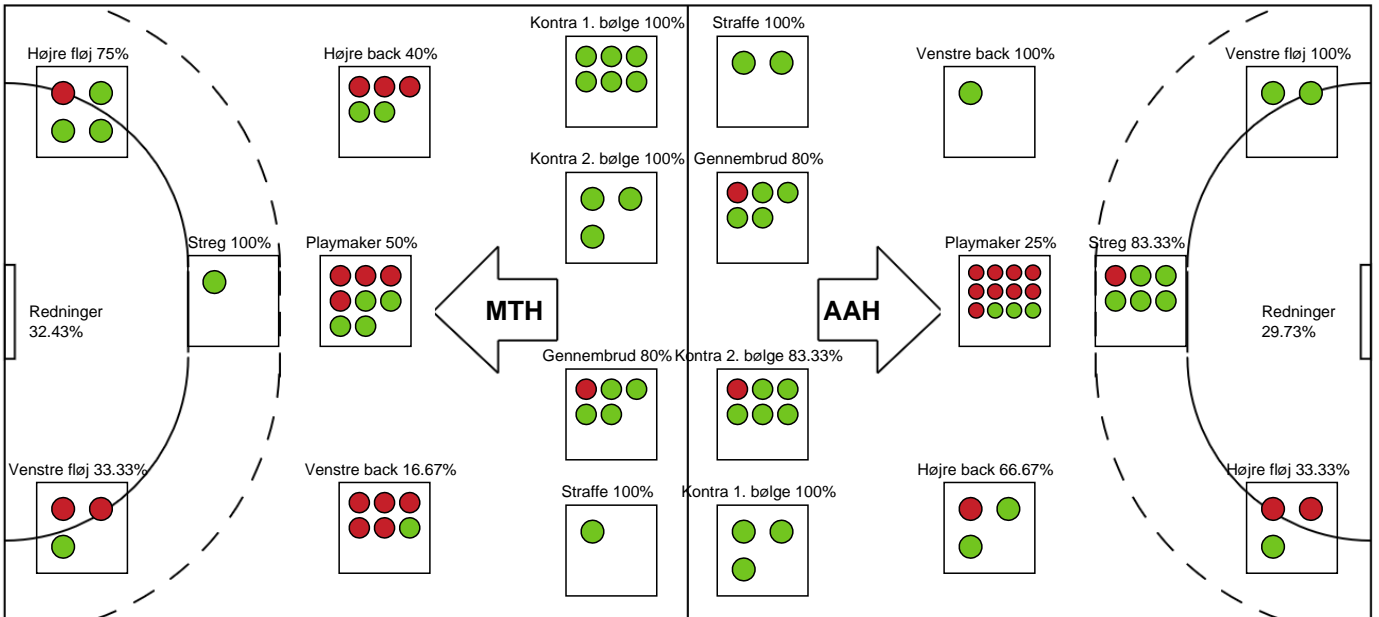 Kontra 1. bølge 100%
Straffe 100%
Højre fløj 75%
Højre back 40%
Venstre back 100%
Venstre fløj 100%
Kontra 2. bølge 100%
Gennembrud 80%
Streg 100%
Playmaker 50%
Playmaker 25%
Streg 83.33%
Redninger
32.43%
MTH
AAH
Redninger
29.73%
Gennembrud 80%
Kontra 2. bølge 83.33%
Venstre fløj 33.33%
Venstre back 16.67%
Højre back 66.67%
Højre fløj 33.33%
Straffe 100%
Kontra 1. bølge 100%